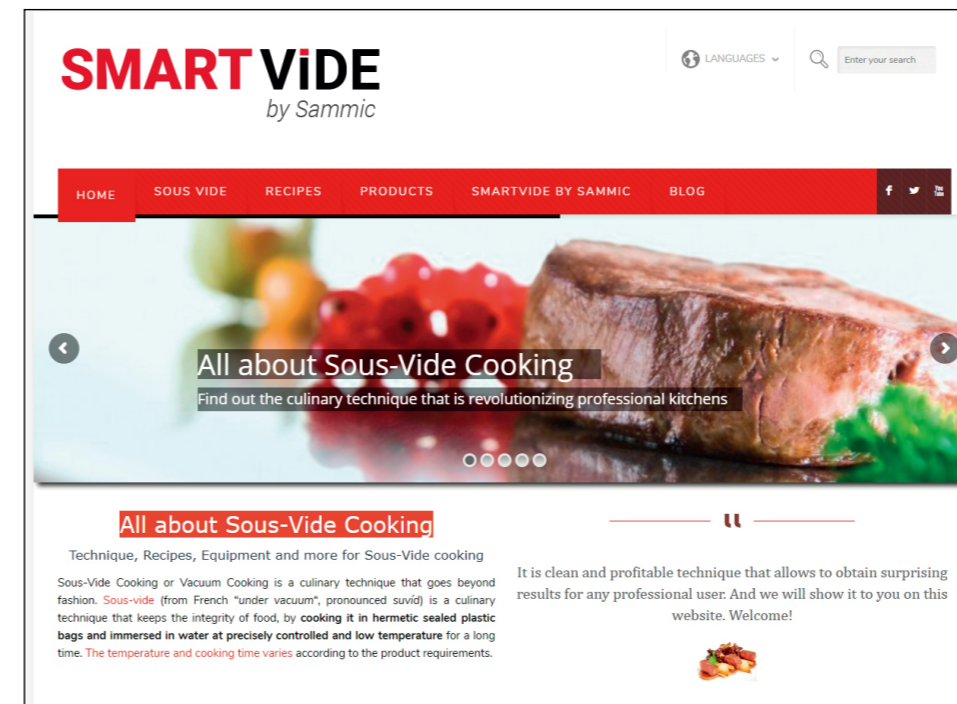 SMART ViDE
by Sammic
LANGUAGES
Enter your search
HOME SOUS VIDE RECIPES PRODUCTS SMARTVIDE BY SAMMIC BLOG
f You Tube
All about Sous-Vide Cooking
Find out the culinary technique that is revolutionizing professional kitchens
All about Sous-Vide Cooking
Technique, Recipes, Equipment and more for Sous-Vide cooking
Sous-Vide Cooking or Vacuum Cooking is a culinary technique that goes beyond
fashion. Sous-vide (from French "under vacuum", pronounced suvíd) is a culinary
technique that keeps the integrity of food, by cooking it in hermetic sealed plastic
bags and immersed in water at precisely controlled and low temperature for a long
time. The temperature and cooking time varies according to the product requirements.
It is clean and profitable technique that allows to obtain surprising
results for any professional user. And we will show it to you on this
website. Welcome!